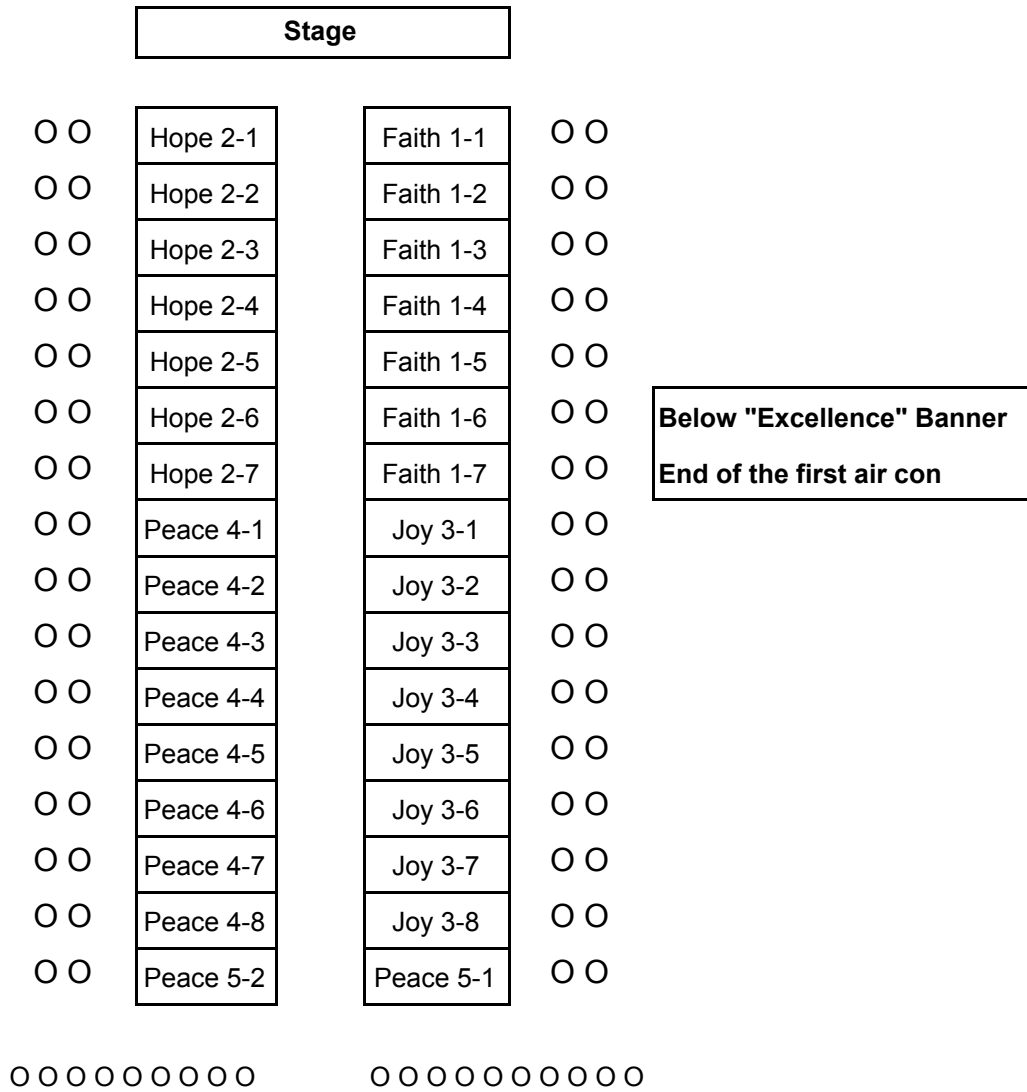 Stage
O O Hope 2-1 Faith 1-1 O O
O O Hope 2-2 Faith 1-2 O O
O O Hope 2-3 Faith 1-3 O O
O O Hope 2-4 Faith 1-4 O O
O O Hope 2-5 Faith 1-5 O O
O O Hope 2-6 Faith 1-6 O O Below "Excellence" Banner
O O Hope 2-7 Faith 1-7 O O End of the first air con
O O Peace 4-1 Joy 3-1 O O
O O Peace 4-2 Joy 3-2 O O
O O Peace 4-3 Joy 3-3 O O
O O Peace 4-4 Joy 3-4 O O
O O Peace 4-5 Joy 3-5 O O
O O Peace 4-6 Joy 3-6 O O
O O Peace 4-7 Joy 3-7 O O
O O Peace 4-8 Joy 3-8 O O
O O Peace 5-2 Peace 5-1 O O
O O O O O O O O O O O O O O O O O O O